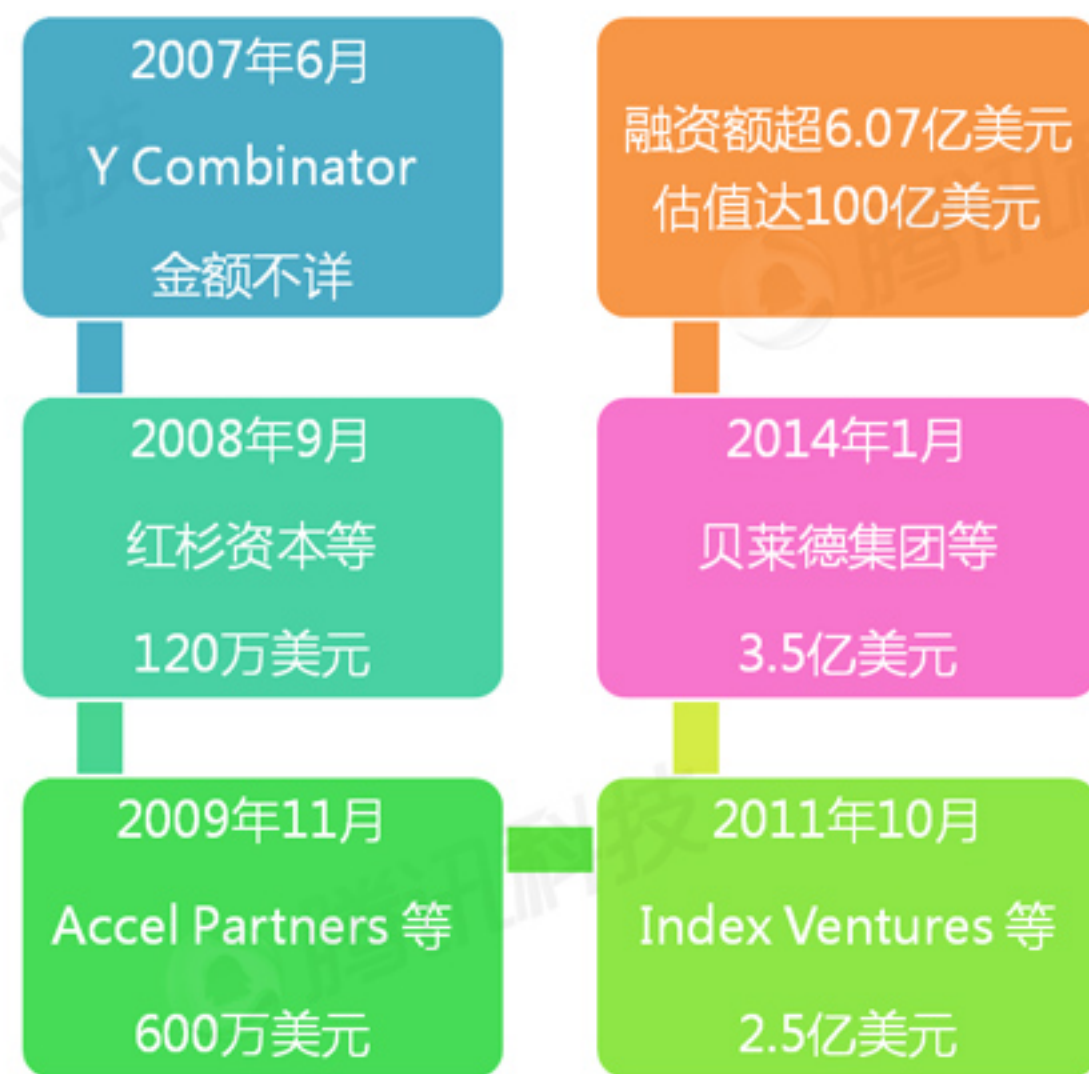 2007年6月
Y Combinator
金额不详
2008年9月
红杉资本等
120万美元
2009年11月
Accel Partners 等
600万美元
2011年10月
Index Ventures 等
2.5亿美元
2014年1月
贝莱德集团等
3.5亿美元
融资额超6.07亿美元
估值达100亿美元
腾讯科技